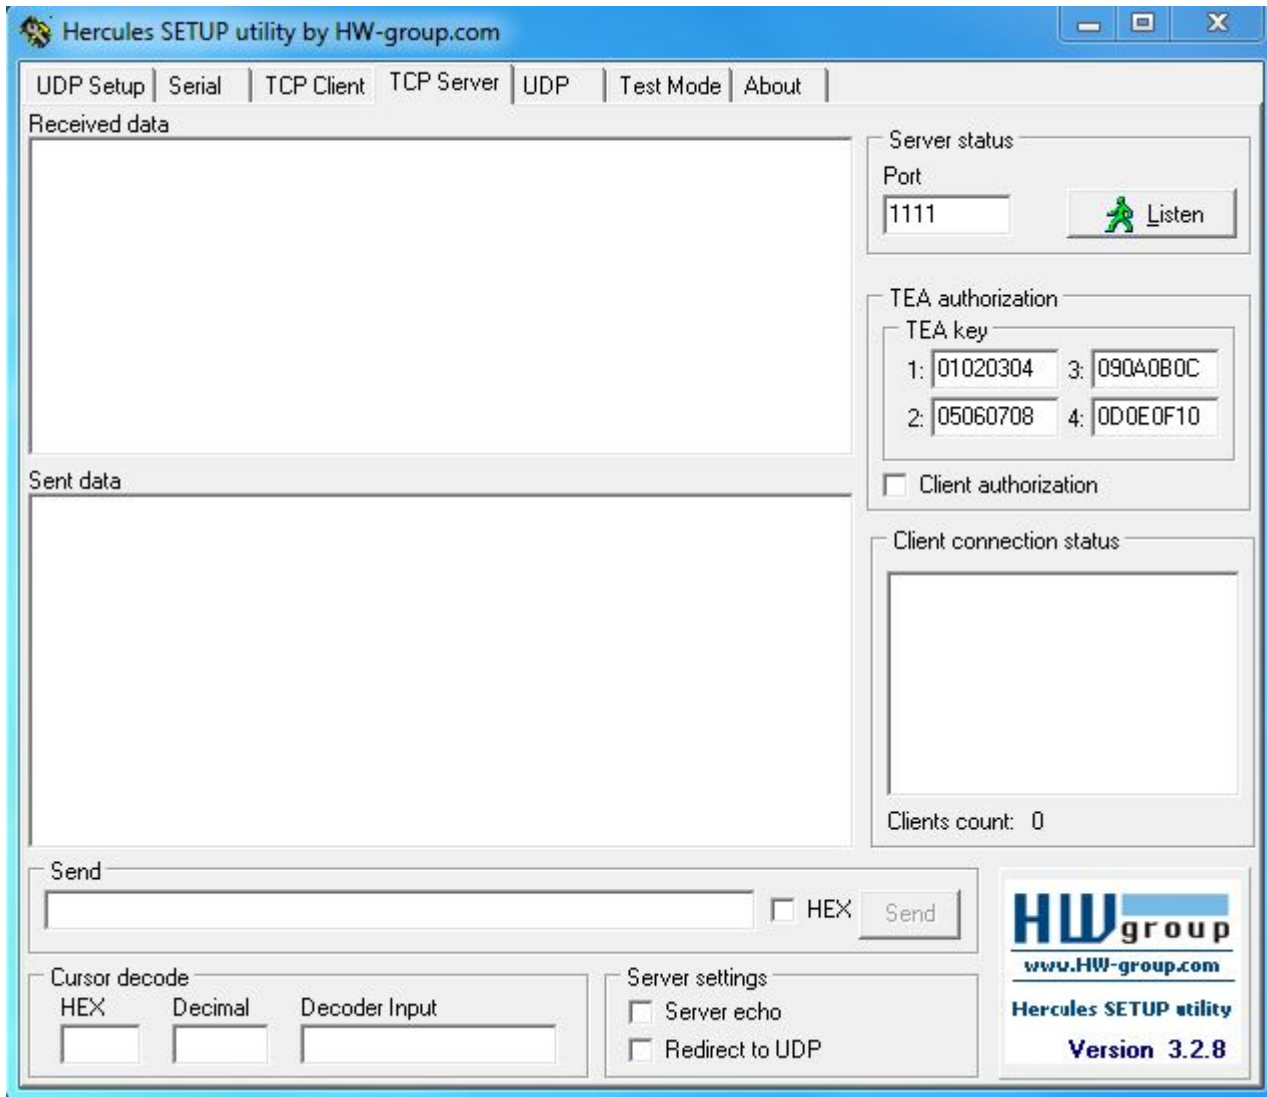 Hercules SETUP utility by HW-group.com
UDP Setup Serial TCP Client TCP Server UDP Test Mode About
Received data
Server status
Port
1111 Listen
TEA authorization
TEA key
1: 01020304 3: 090A0B0C
2: 05060708 4: 0D0E0F10
Client authorization
Sent data
Client connection status
Clients count: 0
Send
HEX Send
Cursor decode
HEX Decimal Decoder Input
Server settings
Server echo
Redirect to UDP
HWgroup
www.HW-group.com
Hercules SETUP utility
Version 3.2.8